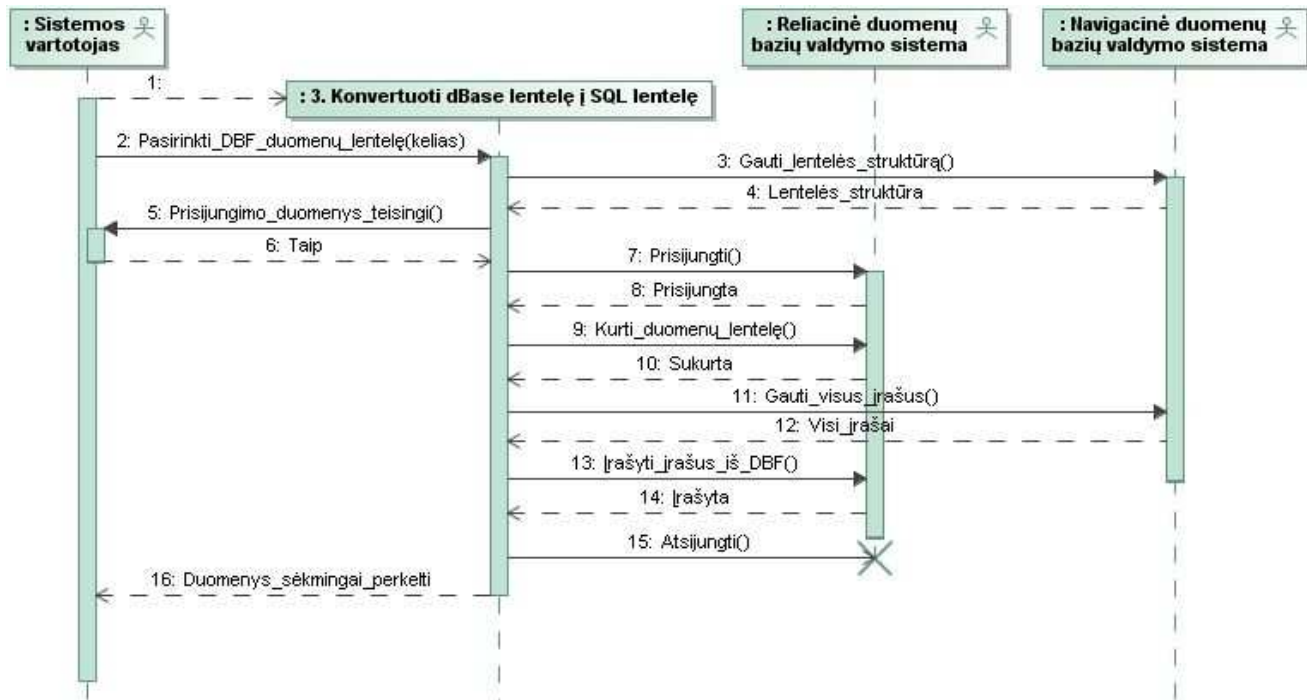 : Sistemos
vartotojas
: Reliacinė duomenų
bazių valdymo sistema
: Navigacinė duomenų
bazių valdymo sistema
1:
: 3. Konvertuoti dBase lentelę į SQL lentelę
2: Pasirinkti_DBF_duomenų_lentelę(kelias)
3: Gauti_lentelės_struktūrą()
4: Lentelės_struktūra
5: Prisijungimo_duomenys_teisingi()
6: Taip
7: Prisijungti()
8: Prisijungta
9: Kurti_duomenų_lentelę()
10: Sukurta
11: Gauti_visus_įrašus()
12: Visi_įrašai
13: Įrašyti_įrašus_iš_DBF()
14: Įrašyta
15: Atsijungti()
16: Duomenys_sėkmingai_perkelti